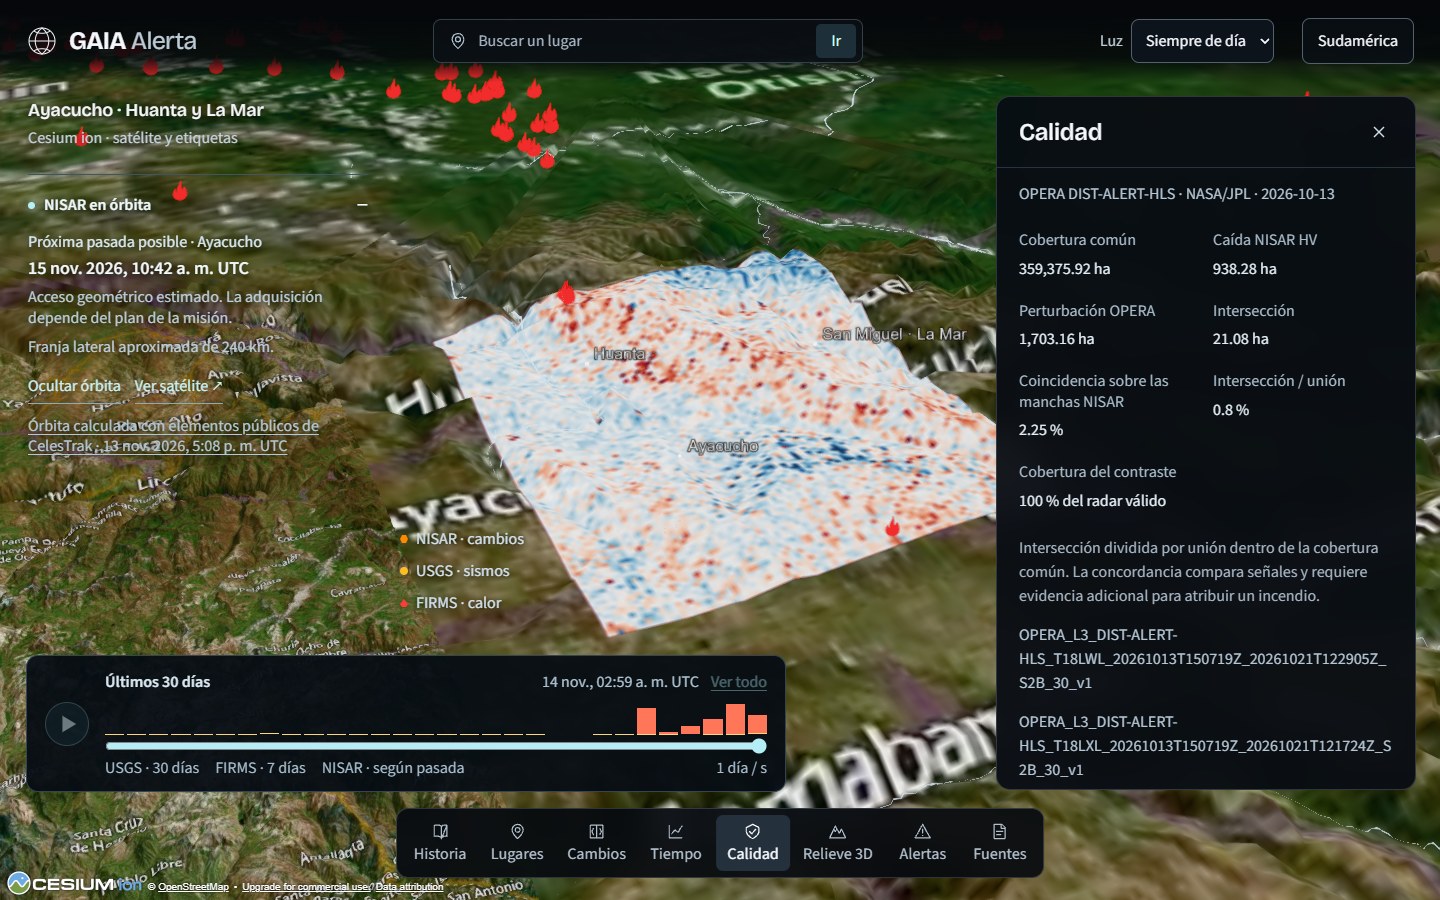 GAIA Alerta
Buscar un lugar
Ir
Luz
Siempre de día
Sudamérica
Ayacucho · Huanta y La Mar
Cesium ion · satélite y etiquetas
NISAR en órbita
Próxima pasada posible · Ayacucho
15 nov. 2026, 10:42 a. m. UTC
Acceso geométrico estimado. La adquisición
depende del plan de la misión.
Franja lateral aproximada de 240 km.
Ocultar órbita
Ver satélite ↗
Órbita calculada con elementos públicos de
CelesTrak · 13 nov. 2026, 5:08 p. m. UTC
Huanta
San Miguel · La Mar
Ayacucho
NISAR · cambios
USGS · sismos
FIRMS · calor
Calidad
OPERA DIST-ALERT-HLS · NASA/JPL · 2026-10-13
Cobertura común
359,375.92 ha
Caída NISAR HV
938.28 ha
Perturbación OPERA
1,703.16 ha
Intersección
21.08 ha
Coincidencia sobre las
manchas NISAR
2.25 %
Intersección / unión
0.8 %
Cobertura del contraste
100 % del radar válido
Intersección dividida por unión dentro de la cobertura
común. La concordancia compara señales y requiere
evidencia adicional para atribuir un incendio.
OPERA_L3_DIST-ALERT-
HLS_T18LWL_20261013T150719Z_20261021T122905Z_
S2B_30_v1
OPERA_L3_DIST-ALERT-
HLS_T18LXL_20261013T150719Z_20261021T121724Z_S
2B_30_v1
Últimos 30 días
14 nov., 02:59 a. m. UTC
Ver todo
USGS · 30 días
FIRMS · 7 días
NISAR · según pasada
1 día / s
Historia
Lugares
Cambios
Tiempo
Calidad
Relieve 3D
Alertas
Fuentes
Santa Cruz
de Hos
San Antonio
CESIUM ion
© OpenStreetMap • Upgrade for commercial use. Data attribution